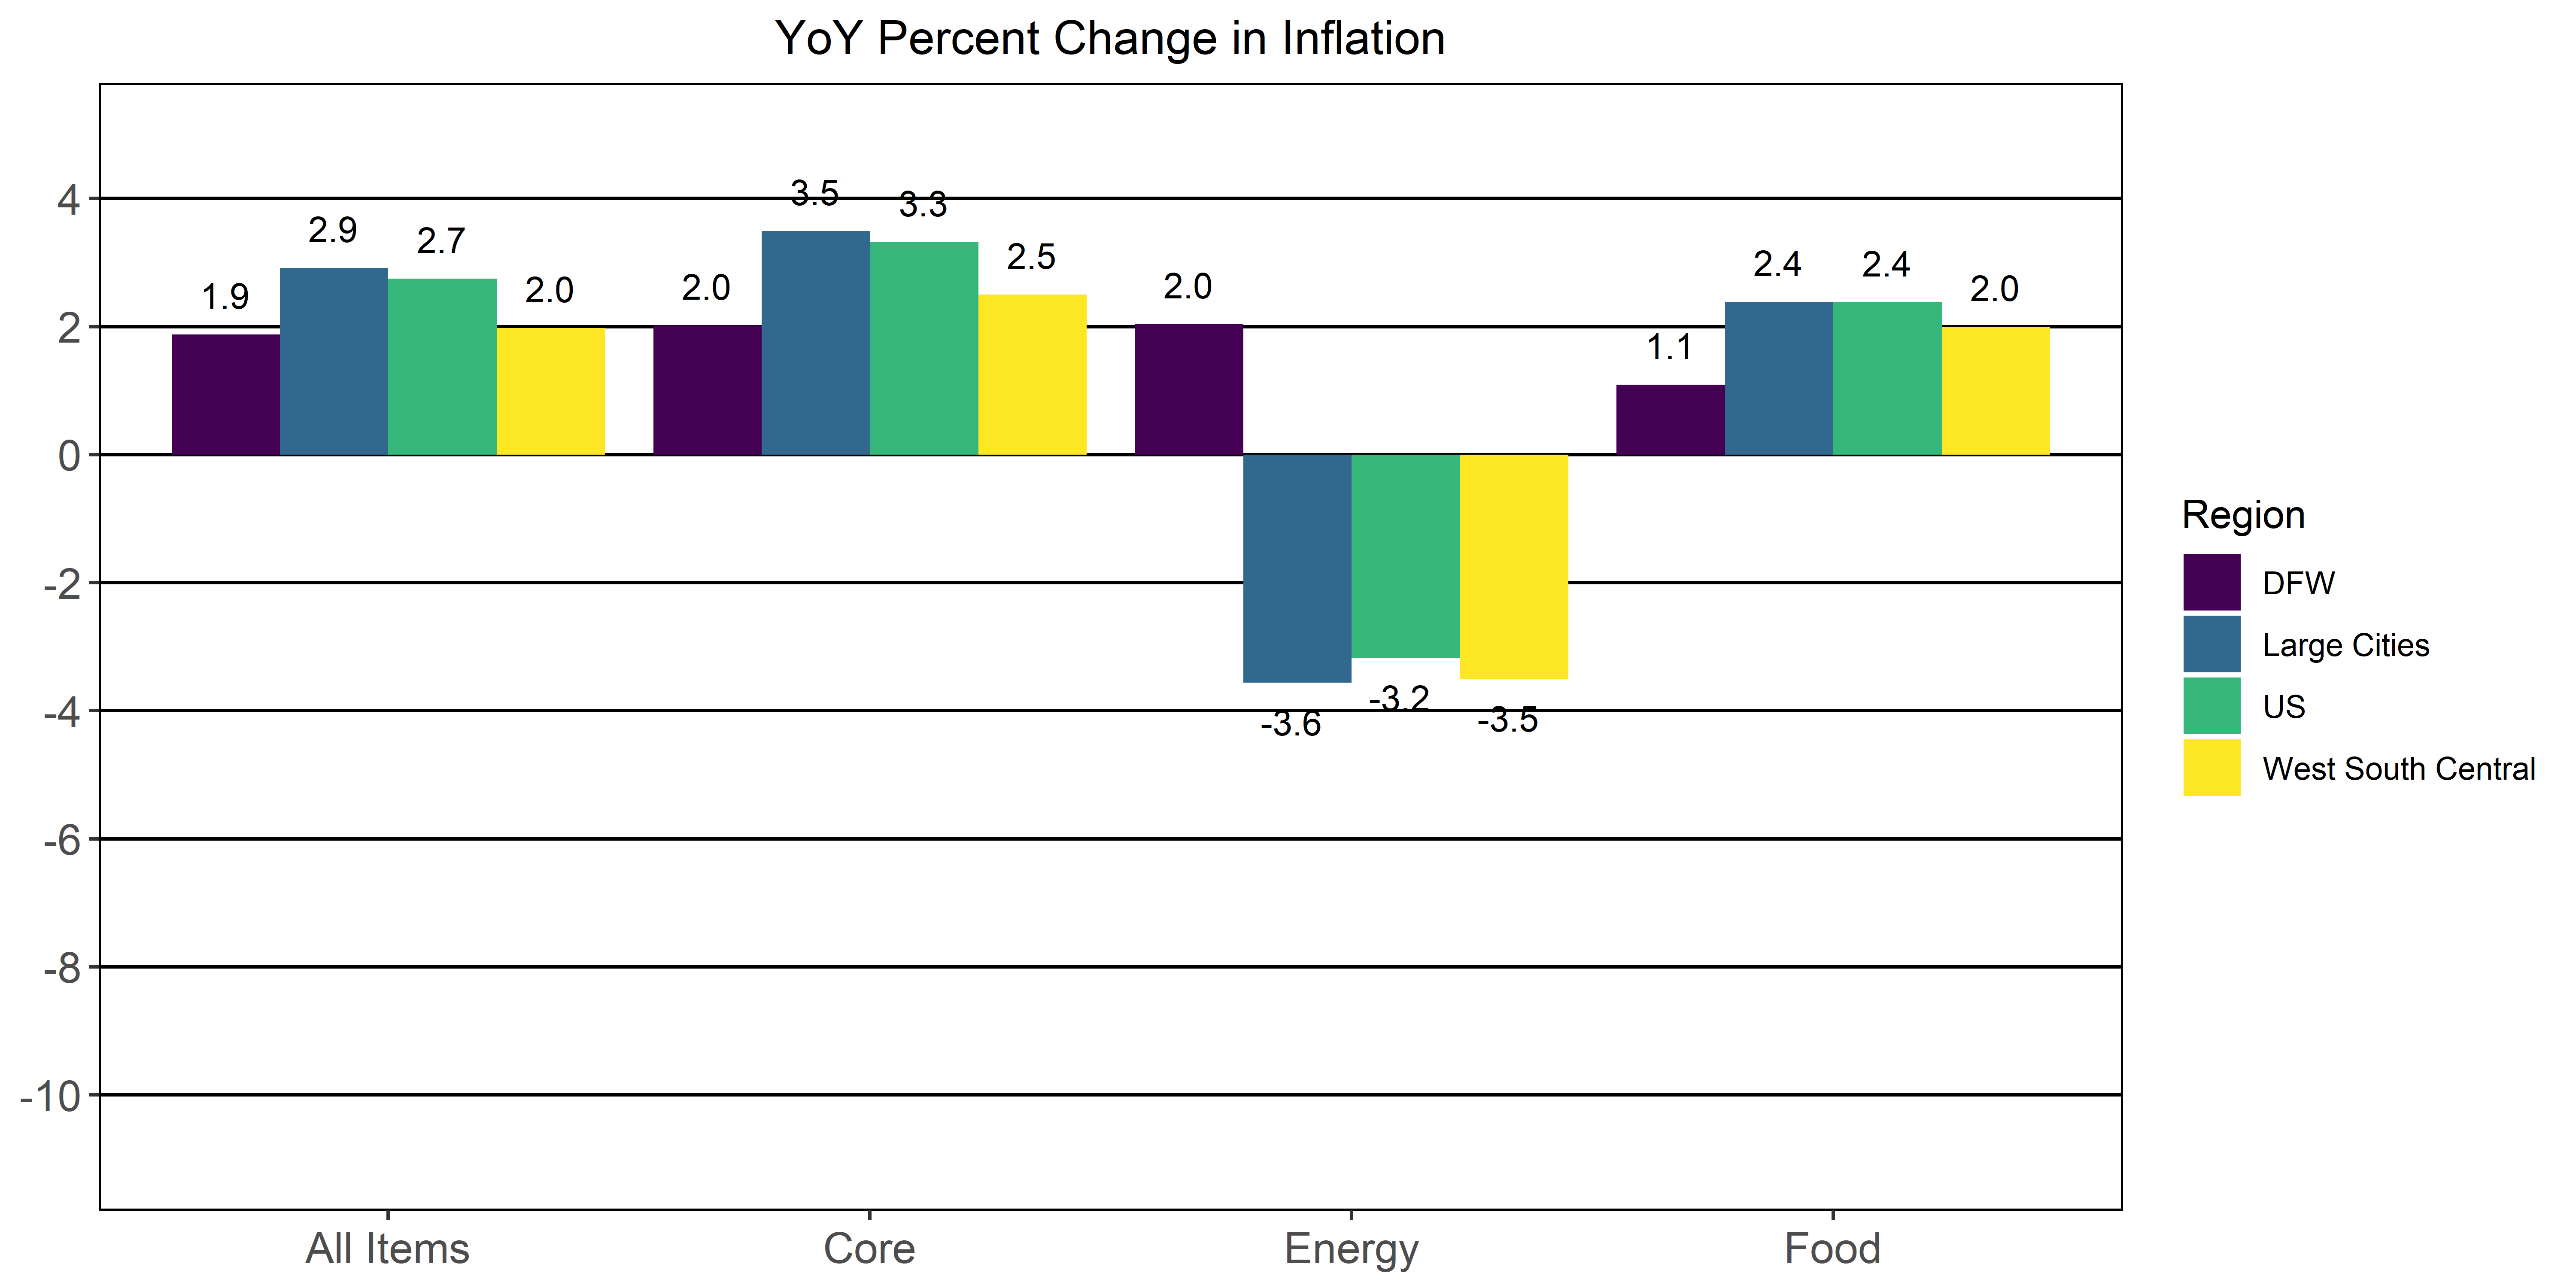 YoY Percent Change in Inflation
4
2
0
-2
-4
-6
-8
-10
1.9
2.9
2.7
2.0
2.0
3.5
3.3
2.5
2.0
-3.6
-3.2
-3.5
1.1
2.4
2.4
2.0
All Items
Core
Energy
Food
Region
DFW
Large Cities
US
West South Central